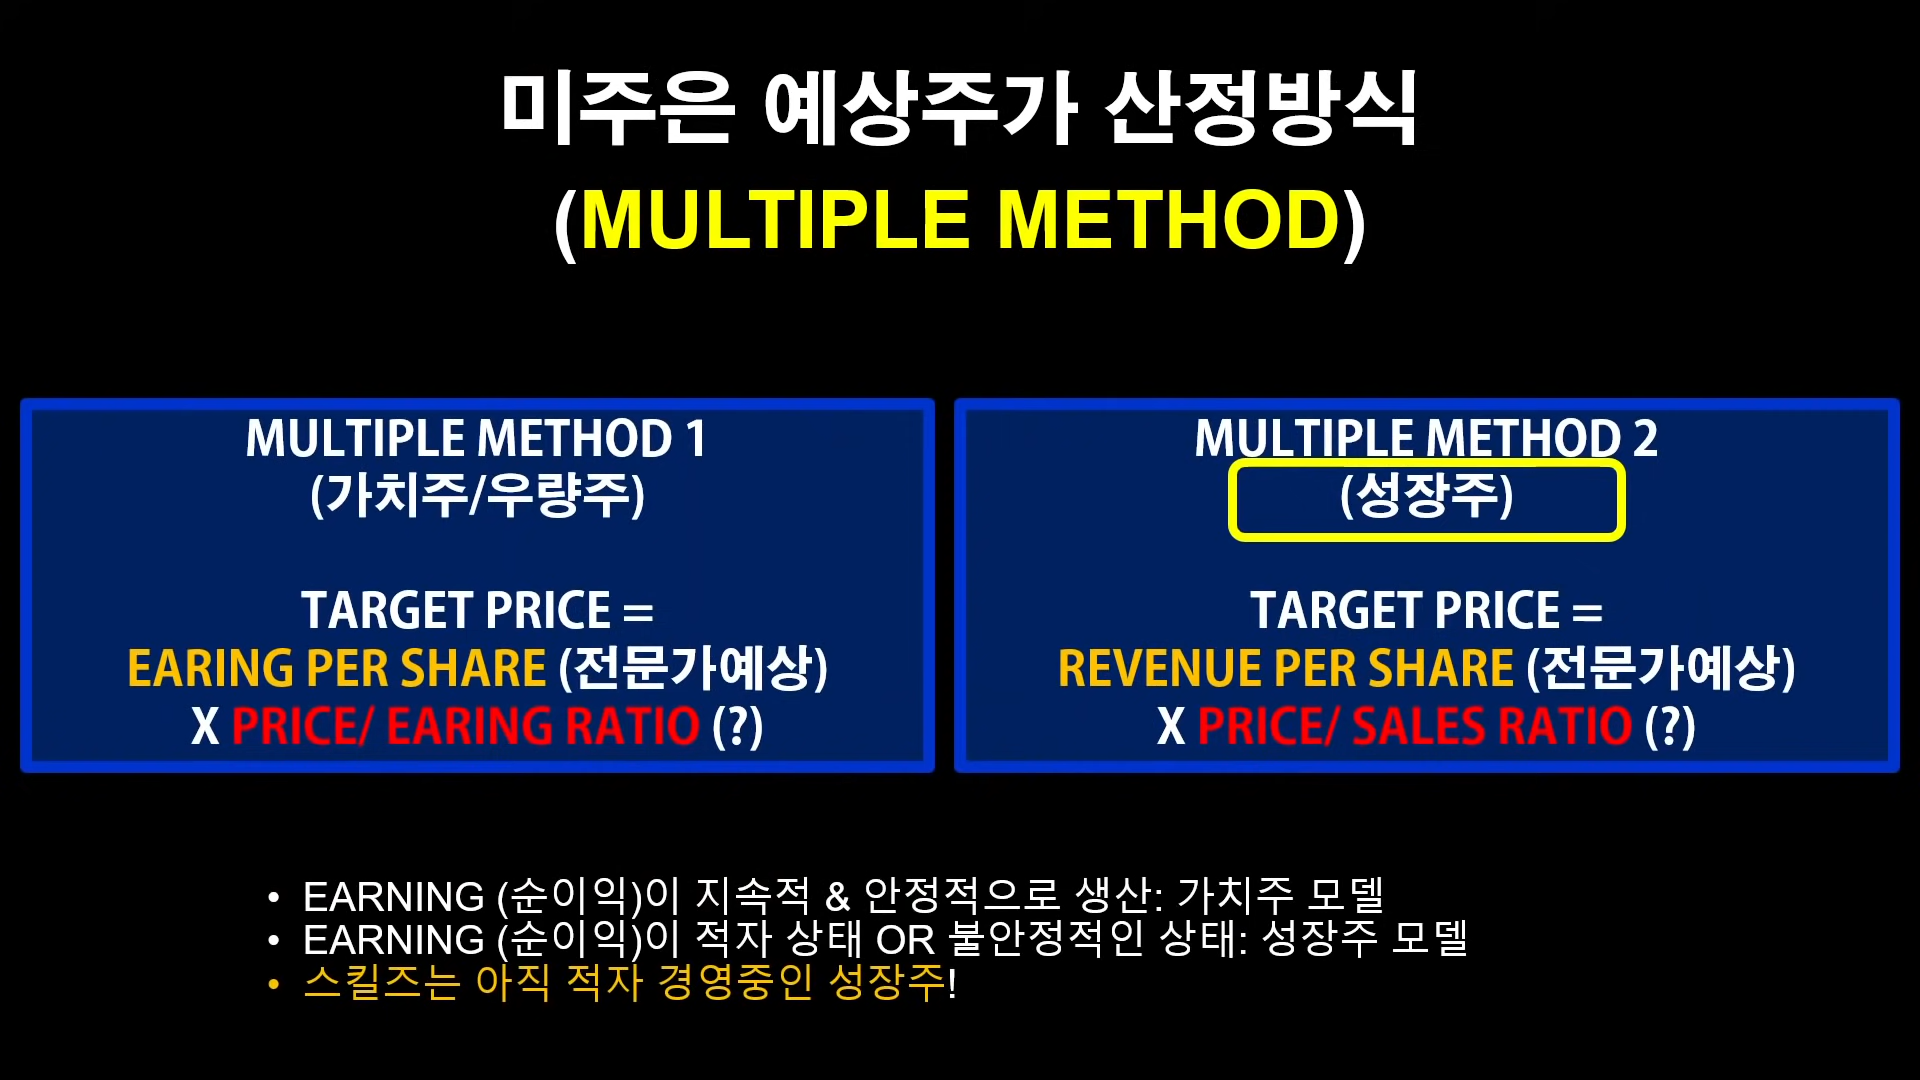 미주은 예상주가 산정방식
(MULTIPLE METHOD)
MULTIPLE METHOD 1
(가치주/우량주)
TARGET PRICE =
EARING PER SHARE (전문가예상)
X PRICE/ EARING RATIO (?)
MULTIPLE METHOD 2
(성장주)
TARGET PRICE =
REVENUE PER SHARE (전문가예상)
X PRICE/ SALES RATIO (?)
• EARNING (순이익)이 지속적 & 안정적으로 생산: 가치주 모델
• EARNING (순이익)이 적자 상태 OR 불안정적인 상태: 성장주 모델
• 스킬즈는 아직 적자 경영중인 성장주!